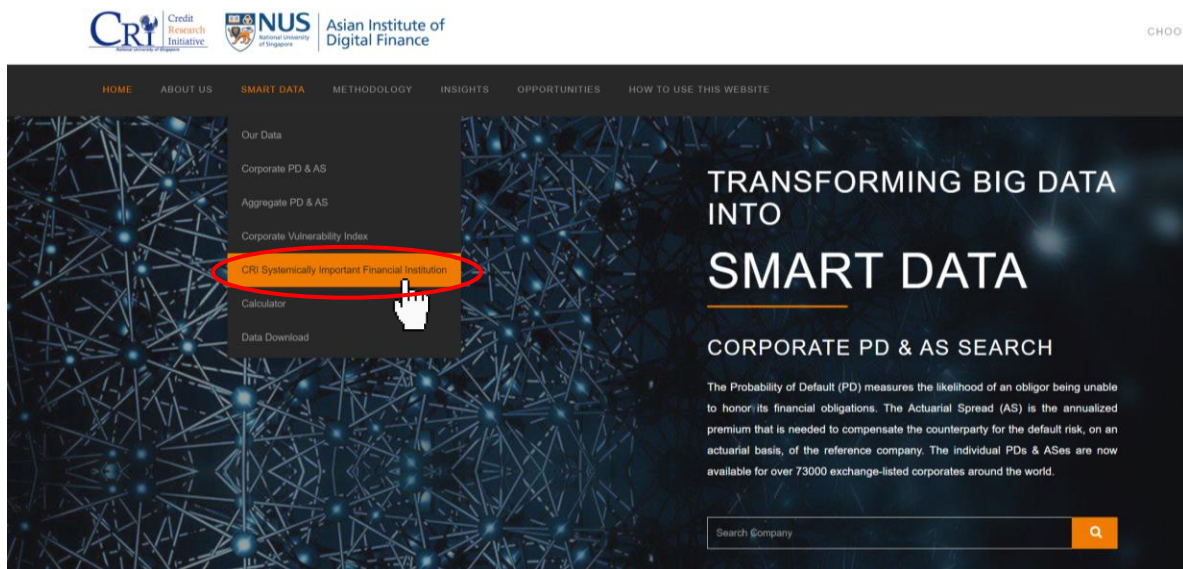 CRI
Credit
Research
Initiative
National University of Singapore
NUS
National University
of Singapore
Asian Institute of
Digital Finance
CHOO
HOME ABOUT US SMART DATA METHODOLOGY INSIGHTS OPPORTUNITIES HOW TO USE THIS WEBSITE
Our Data
Corporate PD & AS
Aggregate PD & AS
Corporate Vulnerability Index
CRI Systemically Important Financial Institution
Calculator
Data Download
TRANSFORMING BIG DATA
INTO
SMART DATA
CORPORATE PD & AS SEARCH
The Probability of Default (PD) measures the likelihood of an obligor being unable
to honor its financial obligations. The Actuarial Spread (AS) is the annualized
premium that is needed to compensate the counterparty for the default risk, on an
actuarial basis, of the reference company. The individual PDs & ASes are now
available for over 73000 exchange-listed corporates around the world.
Search Company